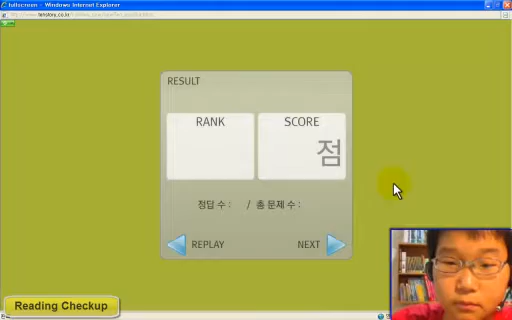 fullscreen - Windows Internet Explorer
RESULT
RANK
SCORE
점
정답 수 : / 총 문제 수 :
REPLAY
NEXT
Reading Checkup